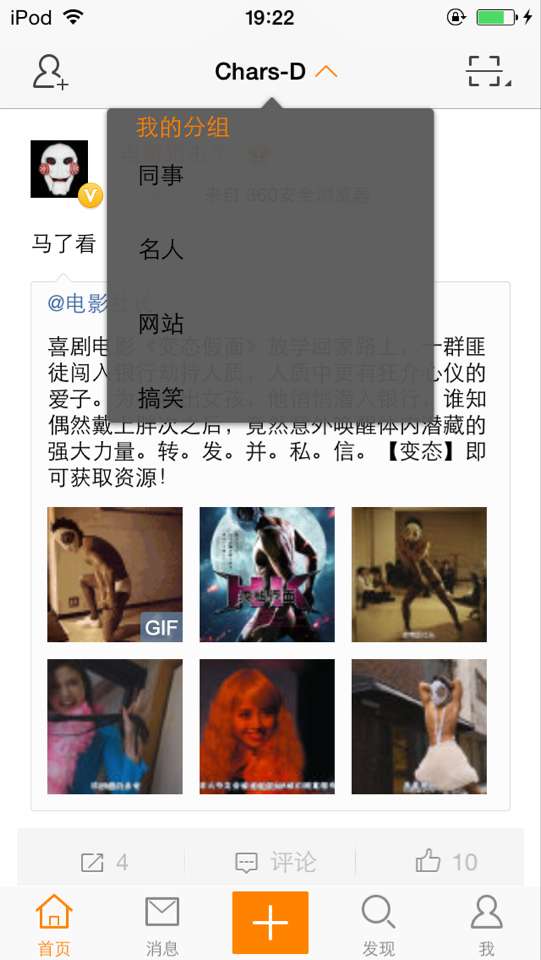 iPod
19:22
Chars-D
我的分组
同事
来自 360安全浏览器
马了看
名人
@电影
网站
喜剧电影《变态假面》放学回家路上，一群匪
徒闯入银行劫持人质，人质中更有狂介心仪的
搞笑
爱子。为救出女孩，他悄悄潜入银行，谁知
偶然戴上胖次之后，竟然意外唤醒体内潜藏的
强大力量。转。发。并。私。信。【变态】即
可获取资源！
GIF
HK
4
评论
10
首页
消息
发现
我